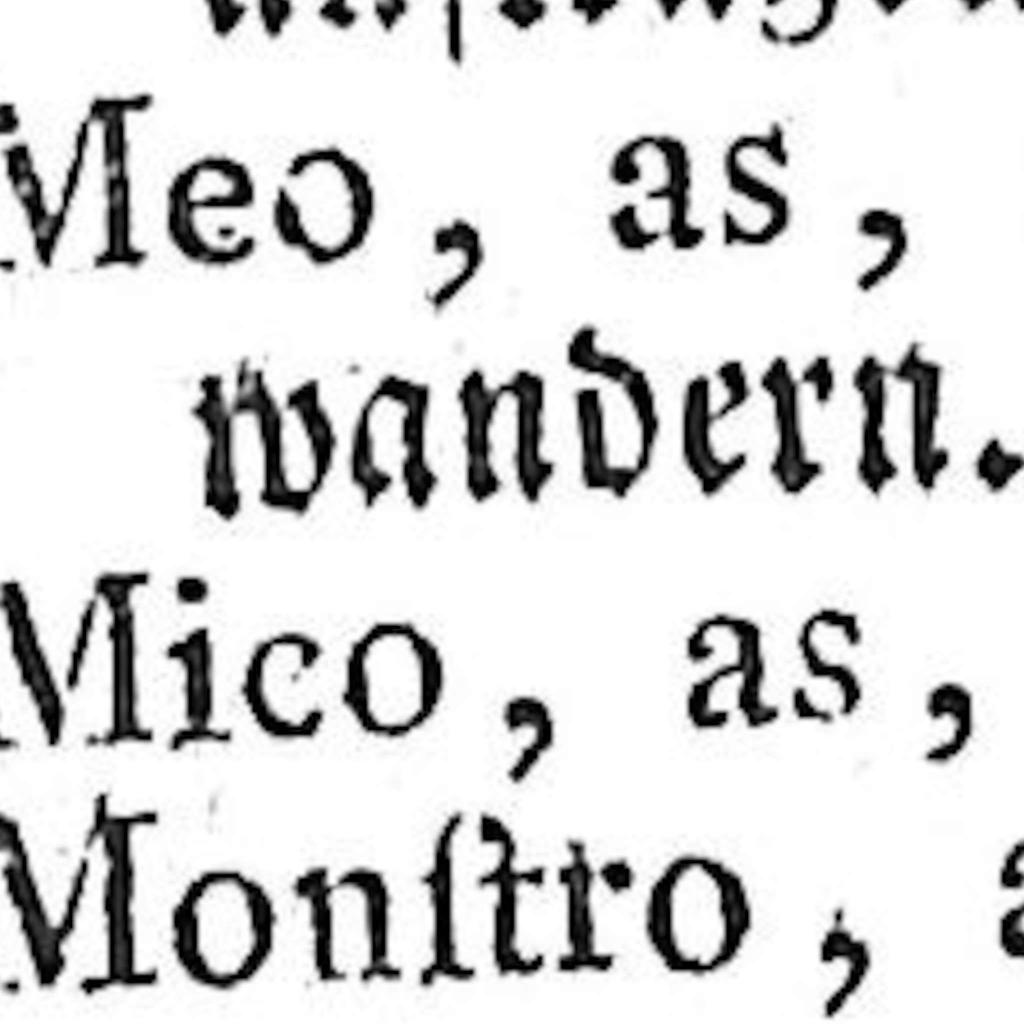 Meo, as,
wandern.
Mico, as,
Monſtro, a